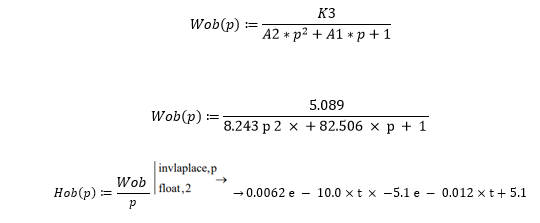 Wob(p) ≔ K3 / (A2 ∗ p² + A1 ∗ p + 1)
Wob(p) ≔ 5.089 / (8.243 p 2 × + 82.506 × p + 1)
Hob(p) ≔ Wob / p | invlaplace,p float,2 → → 0.0062 e − 10.0 × t × −5.1 e − 0.012 × t + 5.1